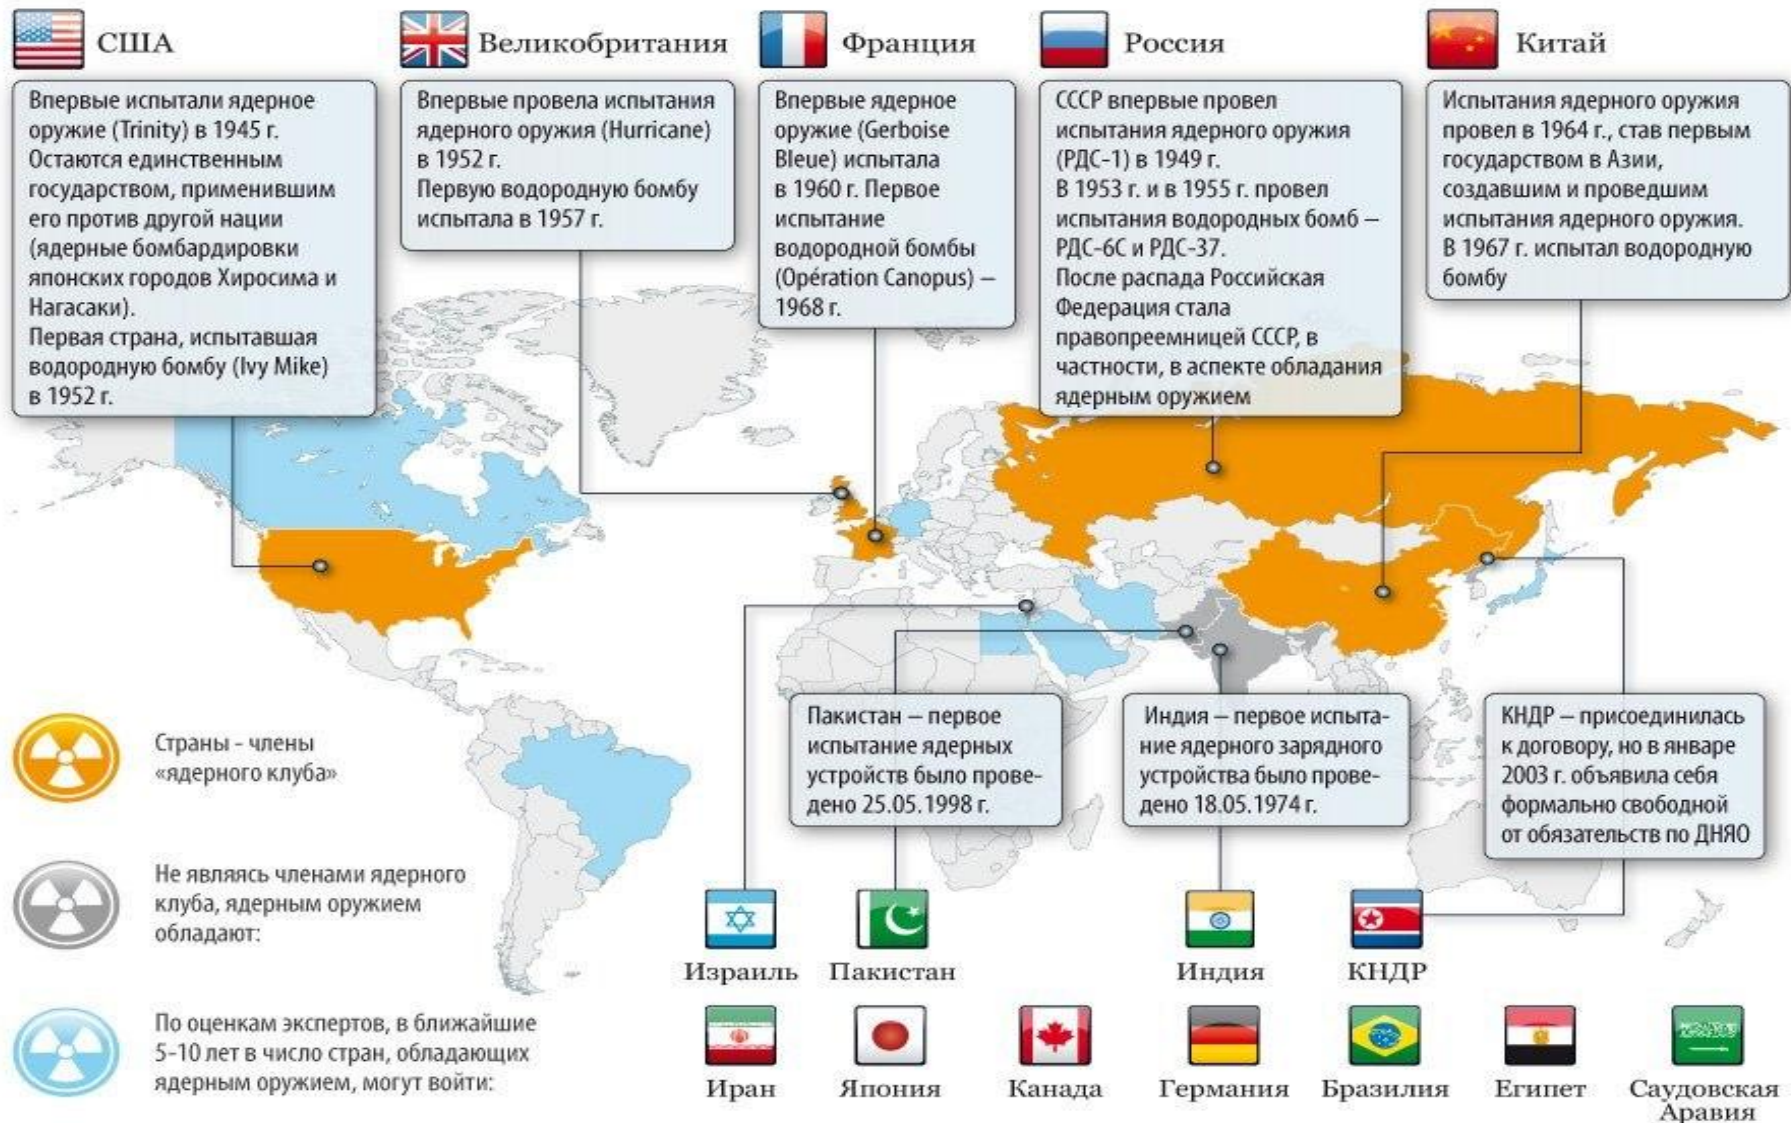 США
Впервые испытали ядерное
оружие (Trinity) в 1945 г.
Остаются единственным
государством, применившим
его против другой нации
(ядерные бомбардировки
японских городов Хиросима и
Нагасаки).
Первая страна, испытавшая
водородную бомбу (Ivy Mike)
в 1952 г.
Великобритания
Впервые провела испытания
ядерного оружия (Hurricane)
в 1952 г.
Первую водородную бомбу
испытала в 1957 г.
Франция
Впервые ядерное
оружие (Gerboise
Bleue) испытала
в 1960 г. Первое
испытание
водородной бомбы
(Opération Canopus) –
1968 г.
Россия
СССР впервые провел
испытания ядерного оружия
(РДС-1) в 1949 г.
В 1953 г. и в 1955 г. провел
испытания водородных бомб –
РДС-6С и РДС-37.
После распада Российская
Федерация стала
правопреемницей СССР, в
частности, в аспекте обладания
ядерным оружием
Китай
Испытания ядерного оружия
провел в 1964 г., став первым
государством в Азии,
создавшим и проведшим
испытания ядерного оружия.
В 1967 г. испытал водородную
бомбу
Пакистан – первое
испытание ядерных
устройств было прове-
дено 25.05.1998 г.
Индия – первое испыта-
ние ядерного зарядного
устройства было прове-
дено 18.05.1974 г.
КНДР – присоединилась
к договору, но в январе
2003 г. объявила себя
формально свободной
от обязательств по ДНЯО
Страны - члены
«ядерного клуба»
Не являясь членами ядерного
клуба, ядерным оружием
обладают:
Израиль
Пакистан
Индия
КНДР
По оценкам экспертов, в ближайшие
5-10 лет в число стран, обладающих
ядерным оружием, могут войти:
Иран
Япония
Канада
Германия
Бразилия
Египет
Саудовская
Аравия